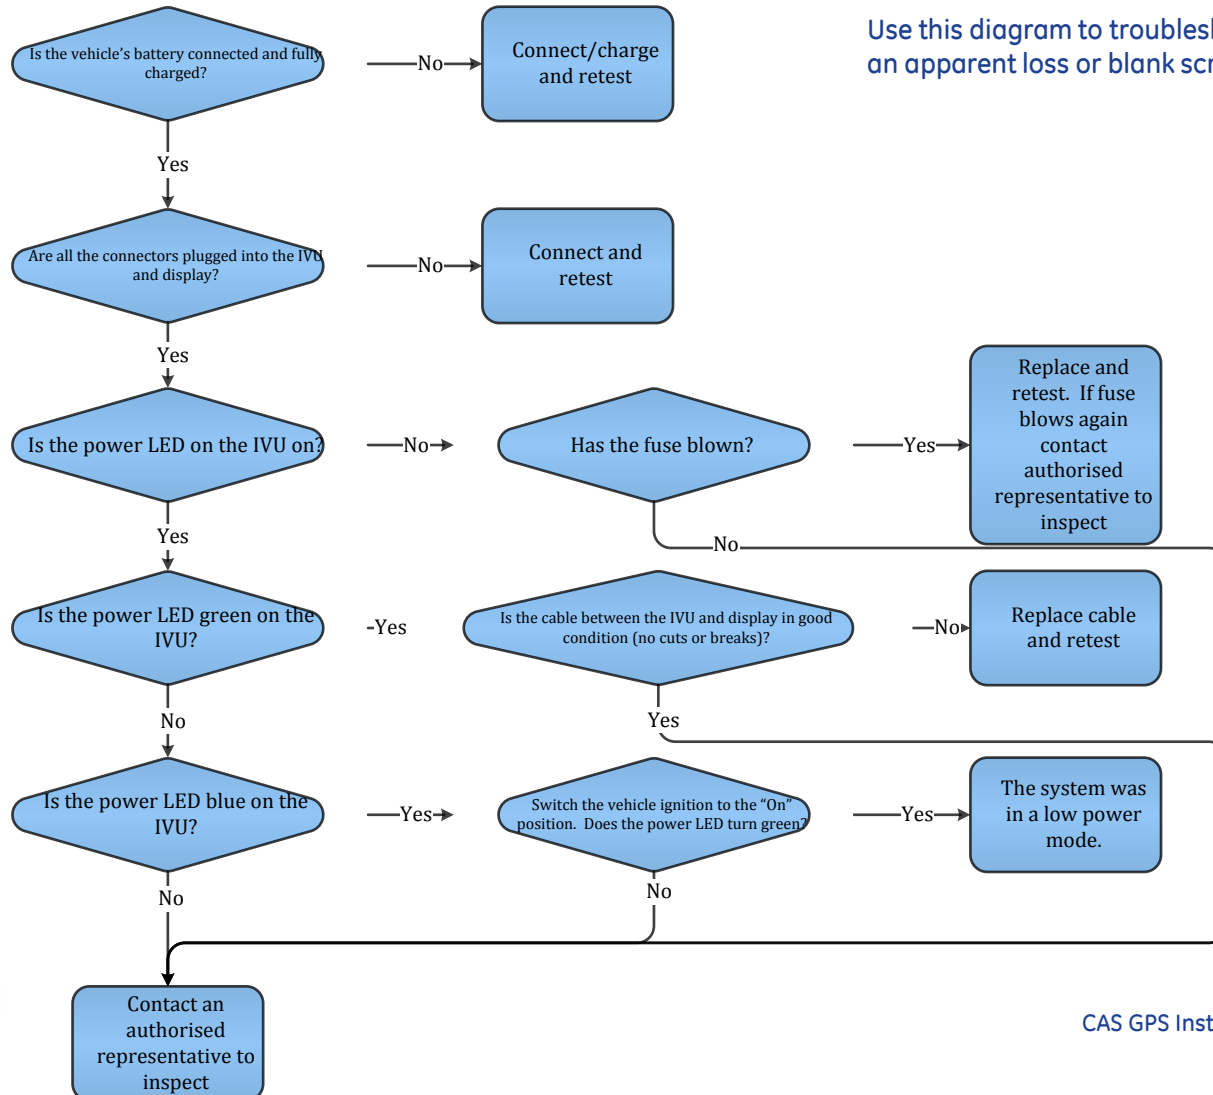 Use this diagram to troublesh
an apparent loss or blank scr
Is the vehicle's battery connected and fully
charged?
No
Connect/charge
and retest
Yes
Are all the connectors plugged into the IVU
and display?
No
Connect and
retest
Yes
Is the power LED on the IVU on?
No
Has the fuse blown?
Yes
Replace and
retest. If fuse
blows again
contact
authorised
representative to
inspect
No
Yes
Is the power LED green on the
IVU?
Yes
Is the cable between the IVU and display in good
condition (no cuts or breaks)?
No
Replace cable
and retest
Yes
No
Is the power LED blue on the
IVU?
Yes
Switch the vehicle ignition to the “On”
position. Does the power LED turn green?
Yes
The system was
in a low power
mode.
No
No
Contact an
authorised
representative to
inspect
CAS GPS Inst